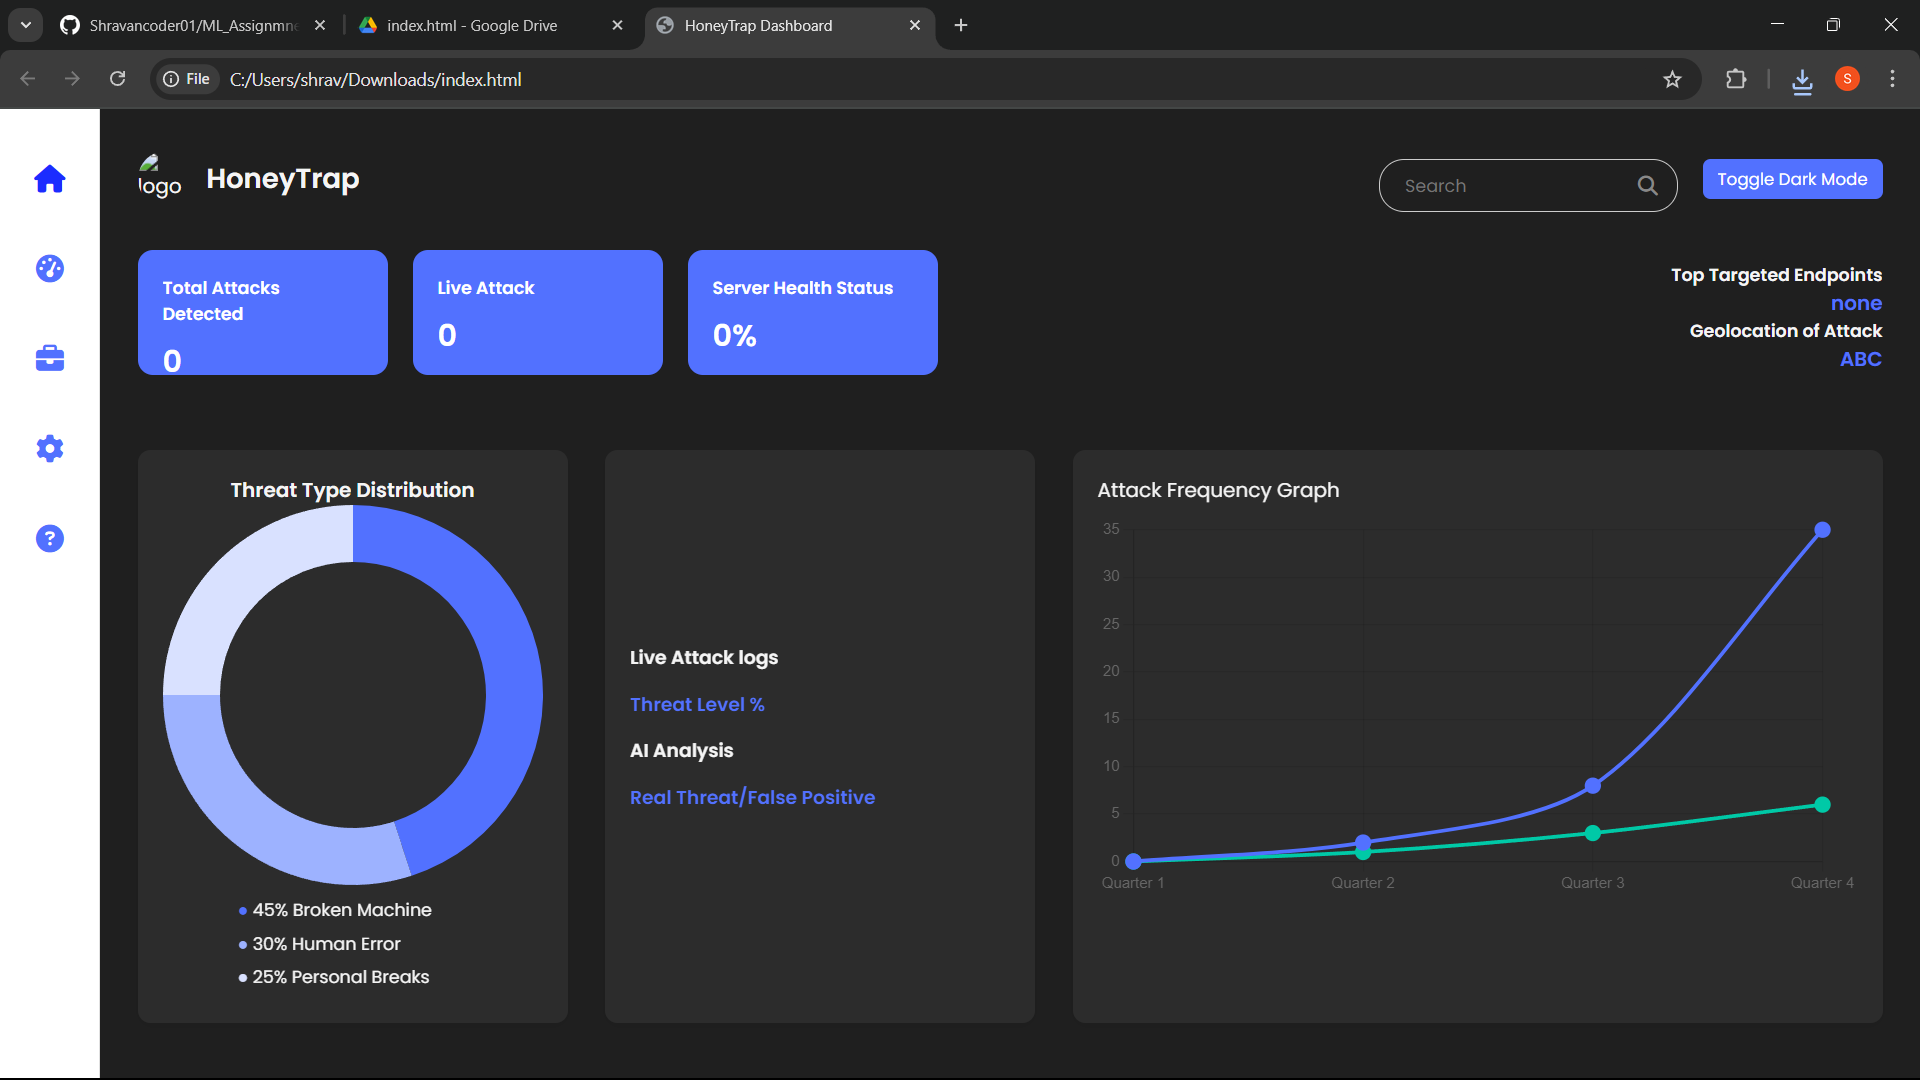 Shravancoder01/ML_Assignmne
index.html - Google Drive
HoneyTrap Dashboard
File
C:/Users/shrav/Downloads/index.html
S
logo
HoneyTrap
Search
Toggle Dark Mode
Total Attacks
Detected
0
Live Attack
0
Server Health Status
0%
Top Targeted Endpoints
none
Geolocation of Attack
ABC
Threat Type Distribution
45% Broken Machine
30% Human Error
25% Personal Breaks
Live Attack logs
Threat Level %
AI Analysis
Real Threat/False Positive
Attack Frequency Graph
35
30
25
20
15
10
5
0
Quarter 1
Quarter 2
Quarter 3
Quarter 4